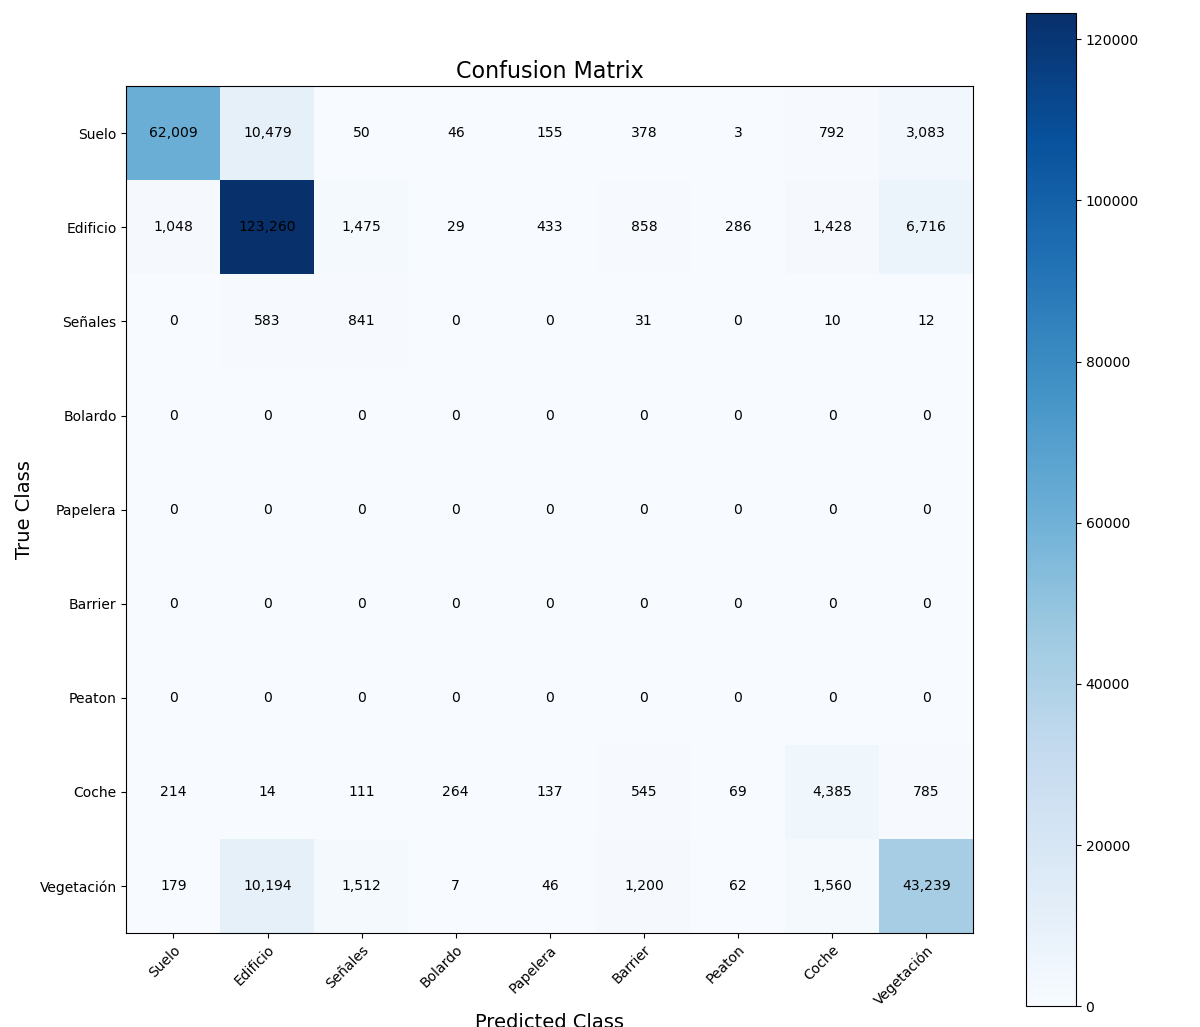 Confusion Matrix
True Class
Suelo 62,009 10,479 50 46 155 378 3 792 3,083
Edificio 1,048 123,260 1,475 29 433 858 286 1,428 6,716
Señales 0 583 841 0 0 31 0 10 12
Bolardo 0 0 0 0 0 0 0 0 0
Papelera 0 0 0 0 0 0 0 0 0
Barrier 0 0 0 0 0 0 0 0 0
Peaton 0 0 0 0 0 0 0 0 0
Coche 214 14 111 264 137 545 69 4,385 785
Vegetación 179 10,194 1,512 7 46 1,200 62 1,560 43,239
Suelo Edificio Señales Bolardo Papelera Barrier Peaton Coche Vegetación
Predicted Class
120000
100000
80000
60000
40000
20000
0